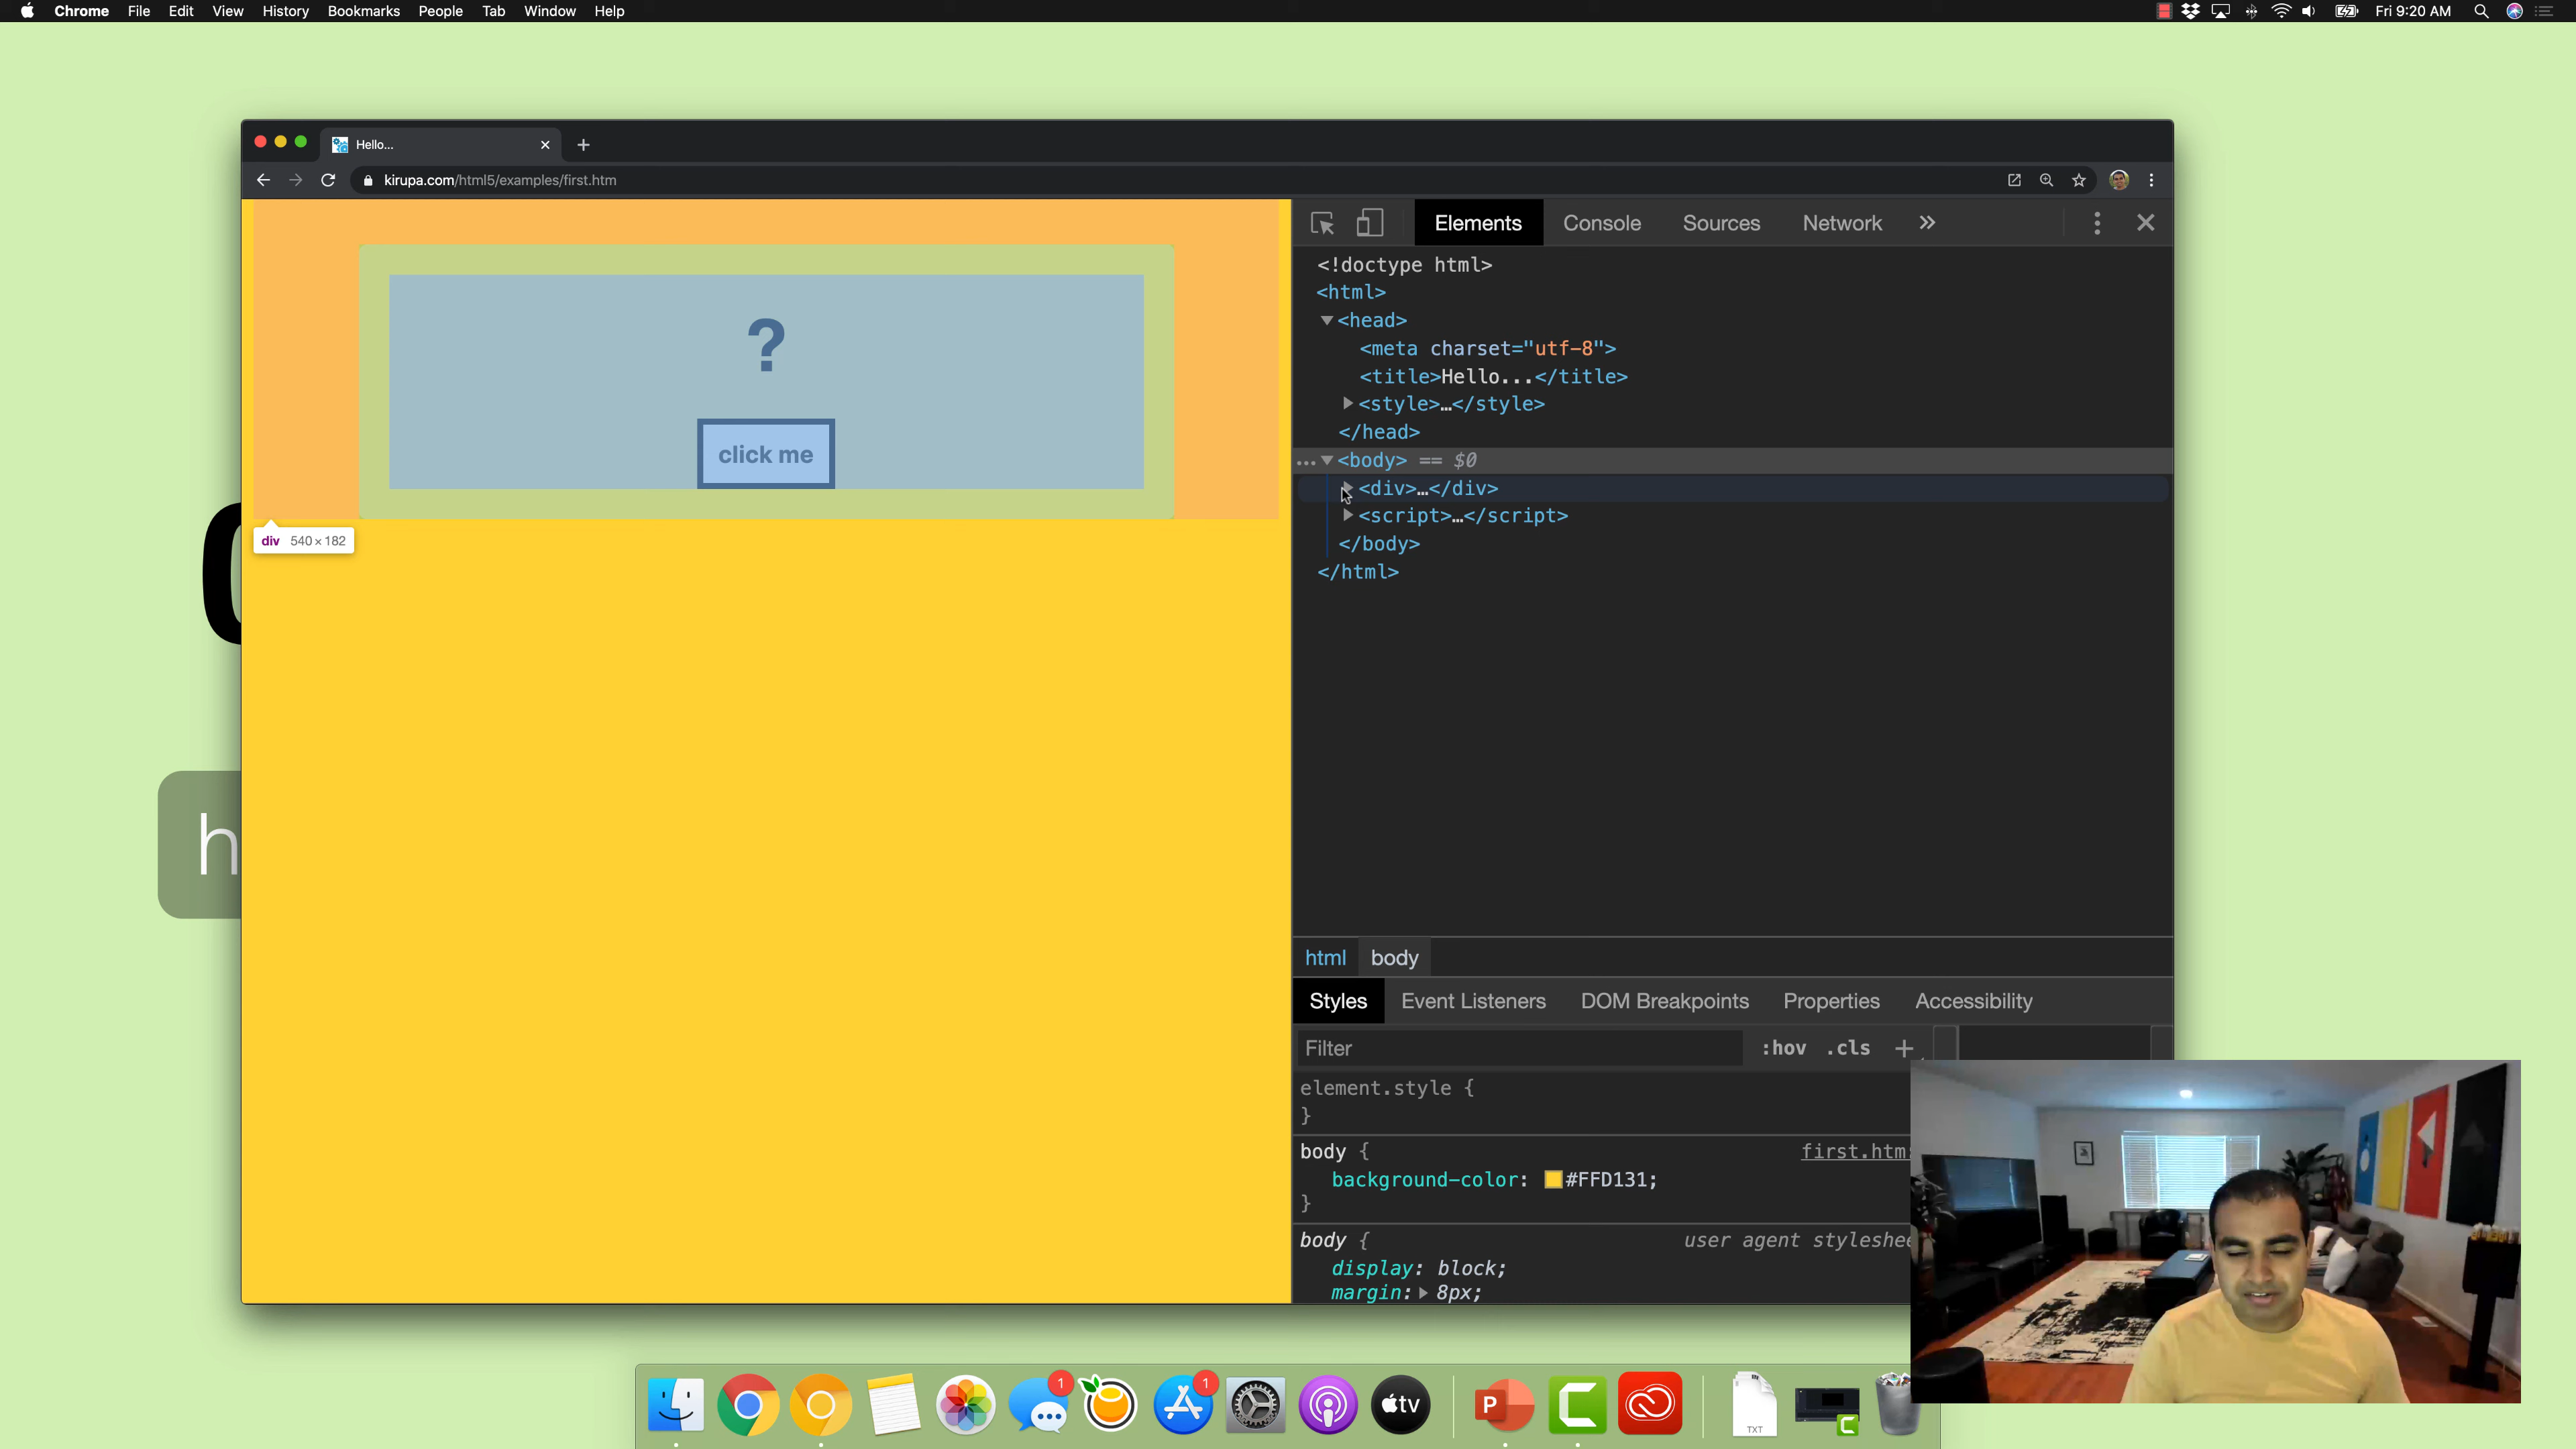 Chrome File Edit View History Bookmarks People Tab Window Help
Fri 9:20 AM
Hello...
kirupa.com/html5/examples/first.htm
Elements Console Sources Network
<!doctype html>
<html>
<head>
<meta charset="utf-8">
<title>Hello...</title>
<style>…</style>
</head>
… <body> == $0
<div>…</div>
<script>…</script>
</body>
</html>
?
click me
div 540 × 182
h
html body
Styles Event Listeners DOM Breakpoints Properties Accessibility
Filter :hov .cls +
element.style {
}
body { first.htm:
background-color: #FFD131;
}
body { user agent styleshee
display: block;
margin: 8px;
1
1
tv
P
C
TXT
C